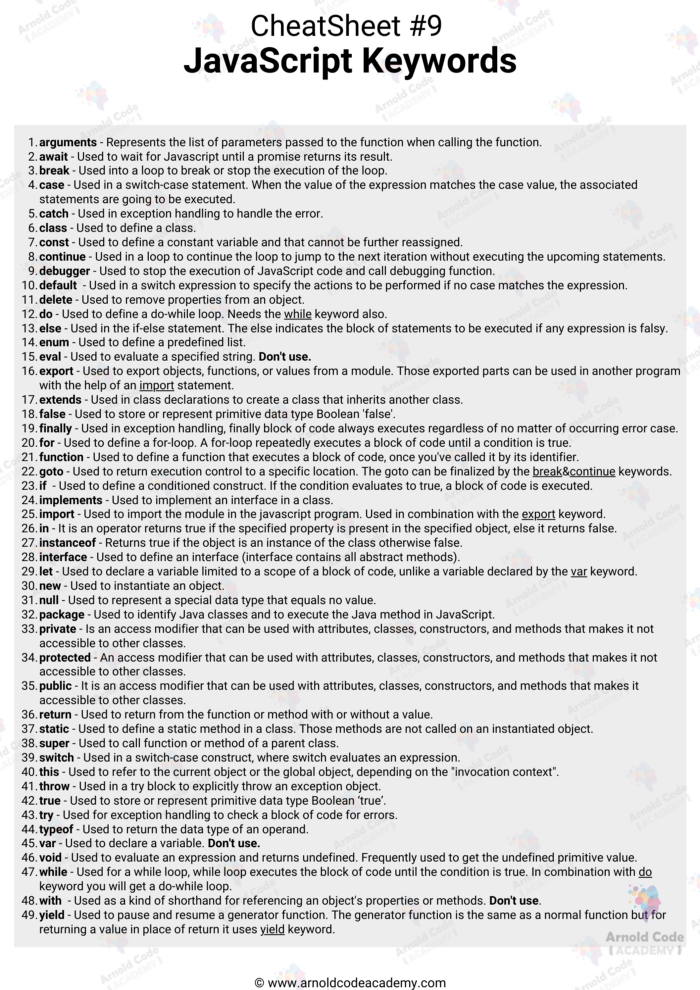 CheatSheet #9
JavaScript Keywords
1. arguments - Represents the list of parameters passed to the function when calling the function.
2. await - Used to wait for Javascript until a promise returns its result.
3. break - Used into a loop to break or stop the execution of the loop.
4. case - Used in a switch-case statement. When the value of the expression matches the case value, the associated
statements are going to be executed.
5. catch - Used in exception handling to handle the error.
6. class - Used to define a class.
7. const - Used to define a constant variable and that cannot be further reassigned.
8. continue - Used in a loop to continue the loop to jump to the next iteration without executing the upcoming statements.
9. debugger - Used to stop the execution of JavaScript code and call debugging function.
10. default - Used in a switch expression to specify the actions to be performed if no case matches the expression.
11. delete - Used to remove properties from an object.
12. do - Used to define a do-while loop. Needs the while keyword also.
13. else - Used in the if-else statement. The else indicates the block of statements to be executed if any expression is falsy.
14. enum - Used to define a predefined list.
15. eval - Used to evaluate a specified string. Don't use.
16. export - Used to export objects, functions, or values from a module. Those exported parts can be used in another program
with the help of an import statement.
17. extends - Used in class declarations to create a class that inherits another class.
18. false - Used to store or represent primitive data type Boolean 'false'.
19. finally - Used in exception handling, finally block of code always executes regardless of no matter of occurring error case.
20. for - Used to define a for-loop. A for-loop repeatedly executes a block of code until a condition is true.
21. function - Used to define a function that executes a block of code, once you've called it by its identifier.
22. goto - Used to return execution control to a specific location. The goto can be finalized by the break&continue keywords.
23. if - Used to define a conditioned construct. If the condition evaluates to true, a block of code is executed.
24. implements - Used to implement an interface in a class.
25. import - Used to import the module in the javascript program. Used in combination with the export keyword.
26. in - It is an operator returns true if the specified property is present in the specified object, else it returns false.
27. instanceof - Returns true if the object is an instance of the class otherwise false.
28. interface - Used to define an interface (interface contains all abstract methods).
29. let - Used to declare a variable limited to a scope of a block of code, unlike a variable declared by the var keyword.
30. new - Used to instantiate an object.
31. null - Used to represent a special data type that equals no value.
32. package - Used to identify Java classes and to execute the Java method in JavaScript.
33. private - Is an access modifier that can be used with attributes, classes, constructors, and methods that makes it not
accessible to other classes.
34. protected - An access modifier that can be used with attributes, classes, constructors, and methods that makes it not
accessible to other classes.
35. public - It is an access modifier that can be used with attributes, classes, constructors, and methods that makes it
accessible to other classes.
36. return - Used to return from the function or method with or without a value.
37. static - Used to define a static method in a class. Those methods are not called on an instantiated object.
38. super - Used to call function or method of a parent class.
39. switch - Used in a switch-case construct, where switch evaluates an expression.
40. this - Used to refer to the current object or the global object, depending on the "invocation context".
41. throw - Used in a try block to explicitly throw an exception object.
42. true - Used to store or represent primitive data type Boolean ‘true’.
43. try - Used for exception handling to check a block of code for errors.
44. typeof - Used to return the data type of an operand.
45. var - Used to declare a variable. Don't use.
46. void - Used to evaluate an expression and returns undefined. Frequently used to get the undefined primitive value.
47. while - Used for a while loop, while loop executes the block of code until the condition is true. In combination with do
keyword you will get a do-while loop.
48. with - Used as a kind of shorthand for referencing an object's properties or methods. Don't use.
49. yield - Used to pause and resume a generator function. The generator function is the same as a normal function but for
returning a value in place of return it uses yield keyword.
Arnold Code
[ACADEMY]
© www.arnoldcodeacademy.com